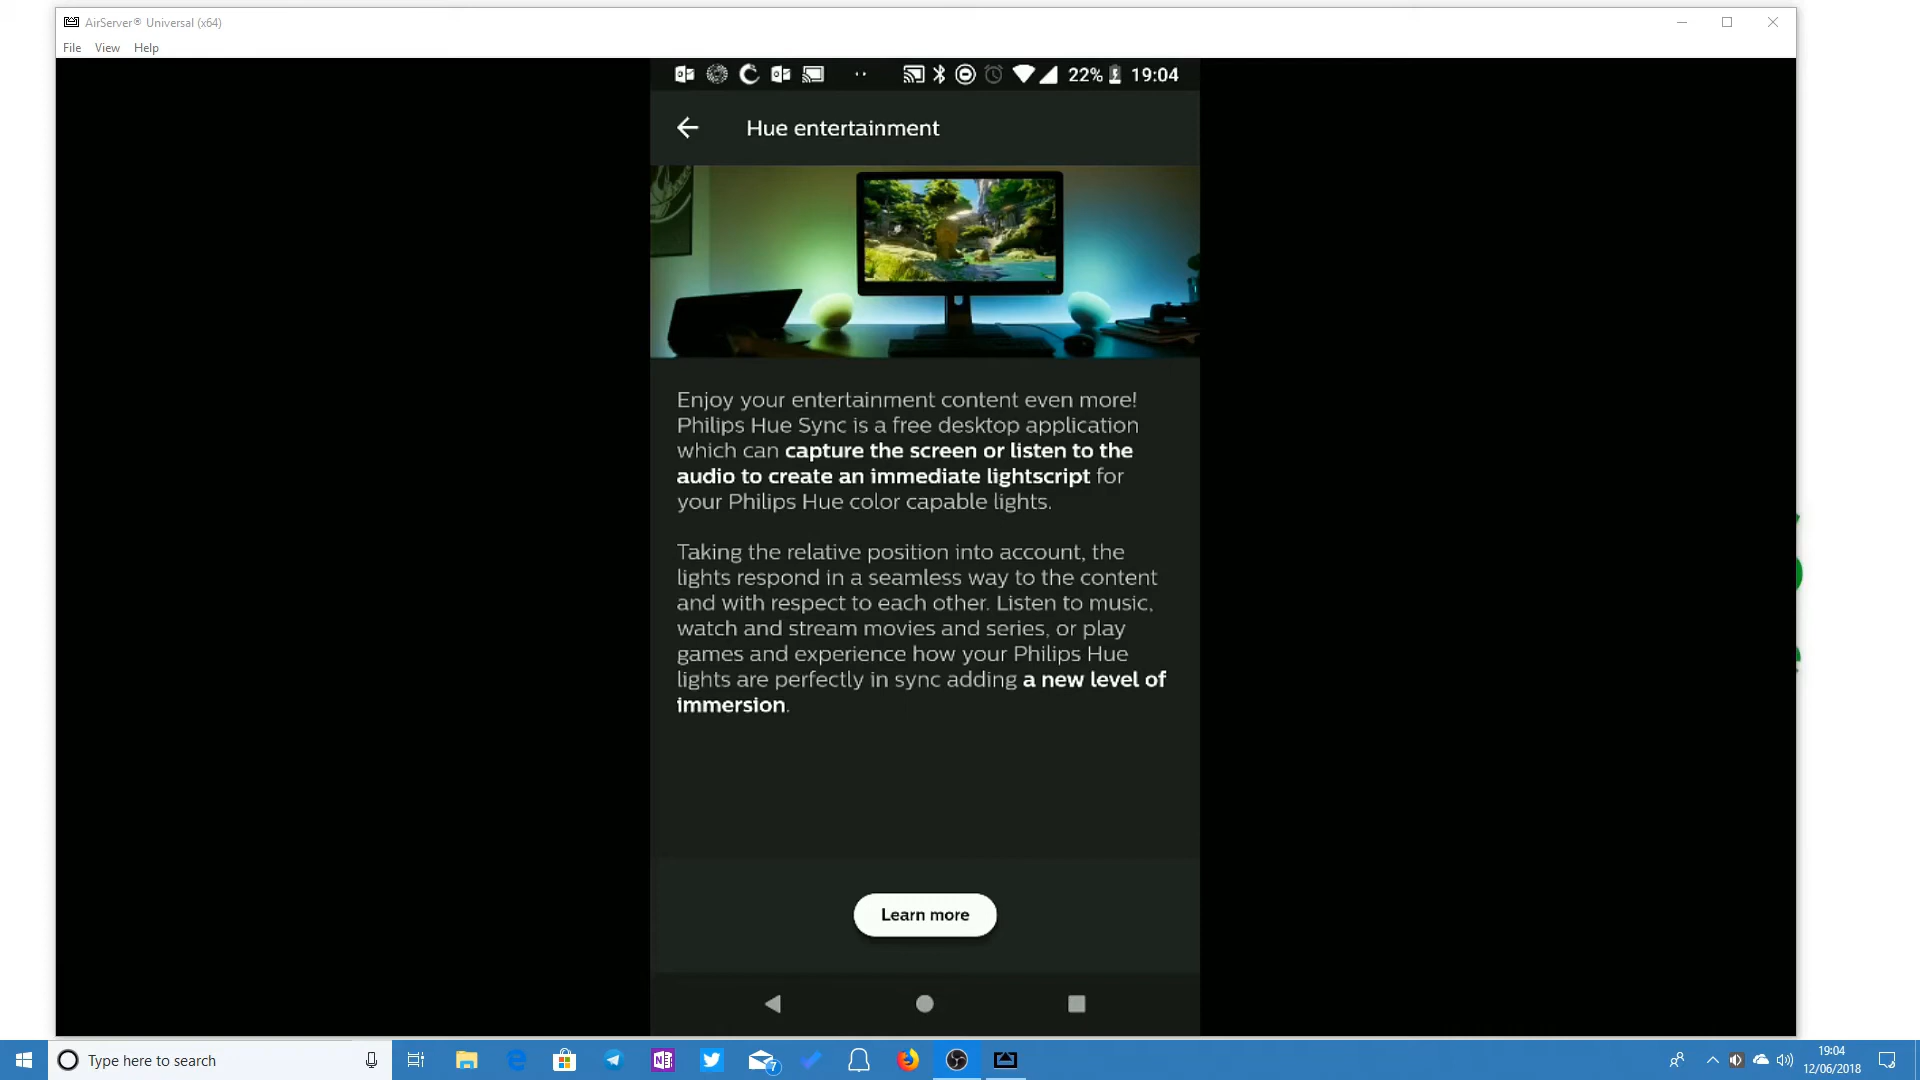 AirServer® Universal (x64)
File View Help
22% 19:04
Hue entertainment
Enjoy your entertainment content even more!
Philips Hue Sync is a free desktop application
which can capture the screen or listen to the
audio to create an immediate lightscript for
your Philips Hue color capable lights.
Taking the relative position into account, the
lights respond in a seamless way to the content
and with respect to each other. Listen to music,
watch and stream movies and series, or play
games and experience how your Philips Hue
lights are perfectly in sync adding a new level of
immersion.
Learn more
Type here to search
7
19:04
12/06/2018